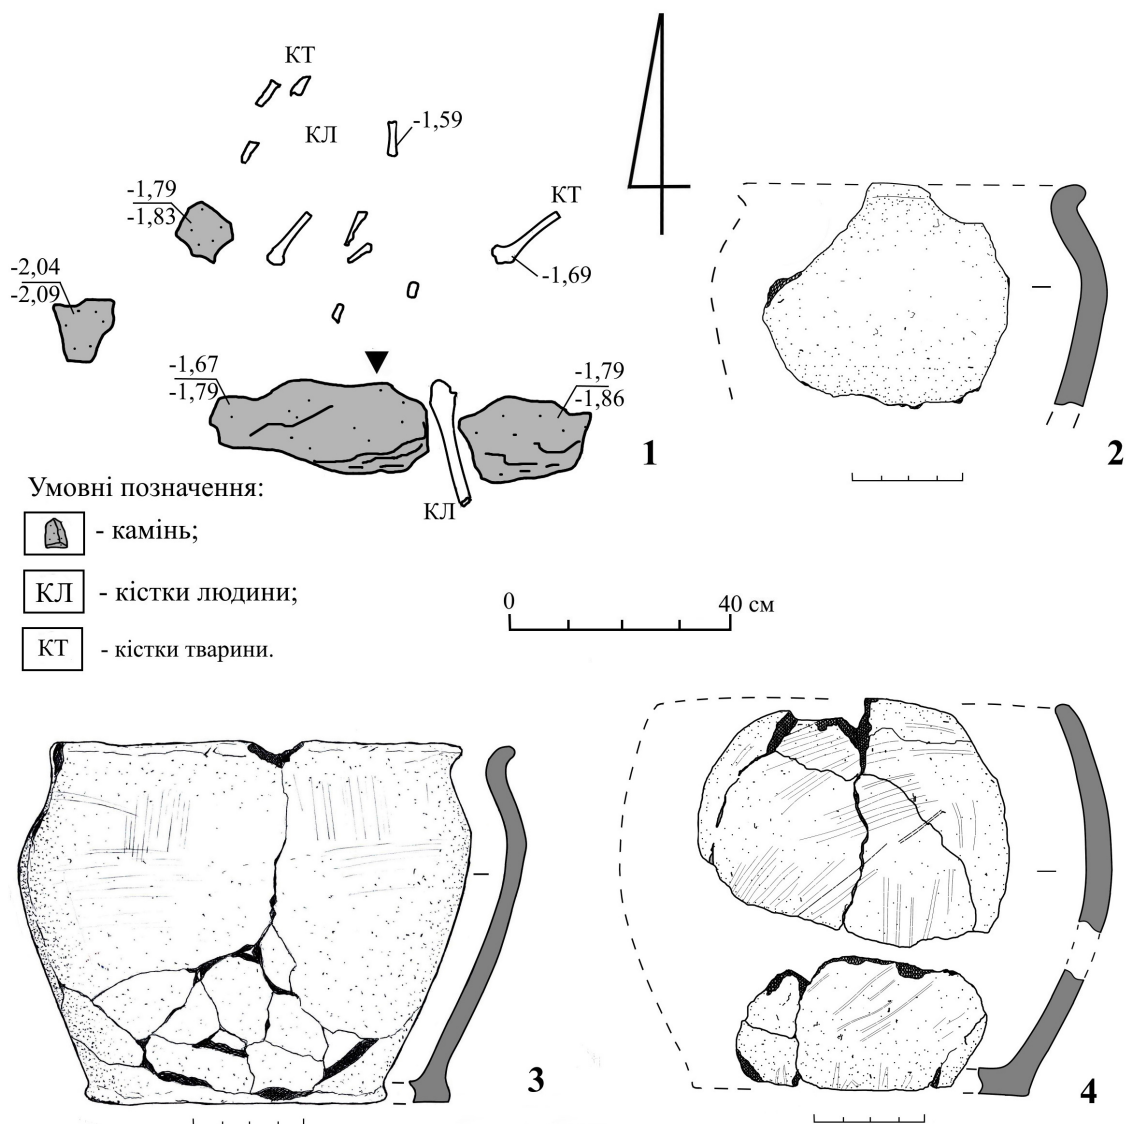 КТ
КЛ
-1,59
-1,79
-1,83
КТ
-1,69
-2,04
-2,09
-1,67
-1,79
-1,79
-1,86
1
2
КЛ
Умовні позначення:
- камінь;
КЛ - кістки людини;
КТ - кістки тварини.
0 40 см
3
4